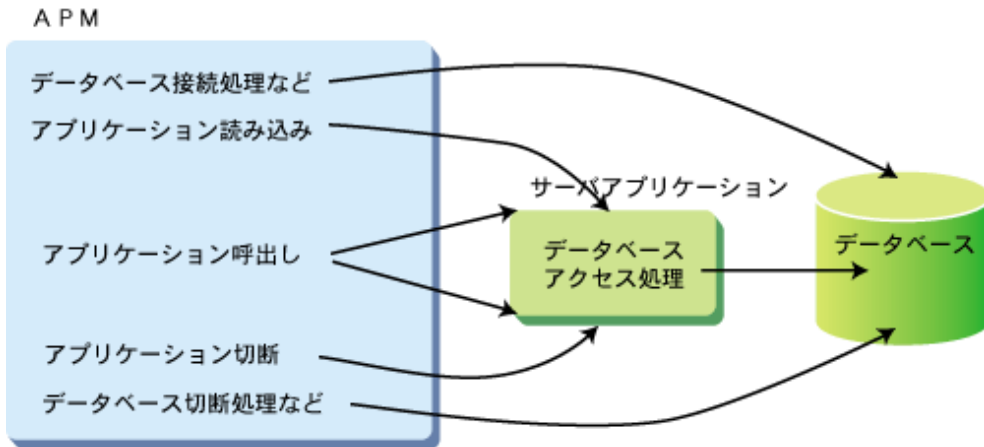 ＡＰＭ
データベース接続処理など
アプリケーション読み込み
サーバアプリケーション
アプリケーション呼出し
データベース
アクセス処理
データベース
アプリケーション切断
データベース切断処理など